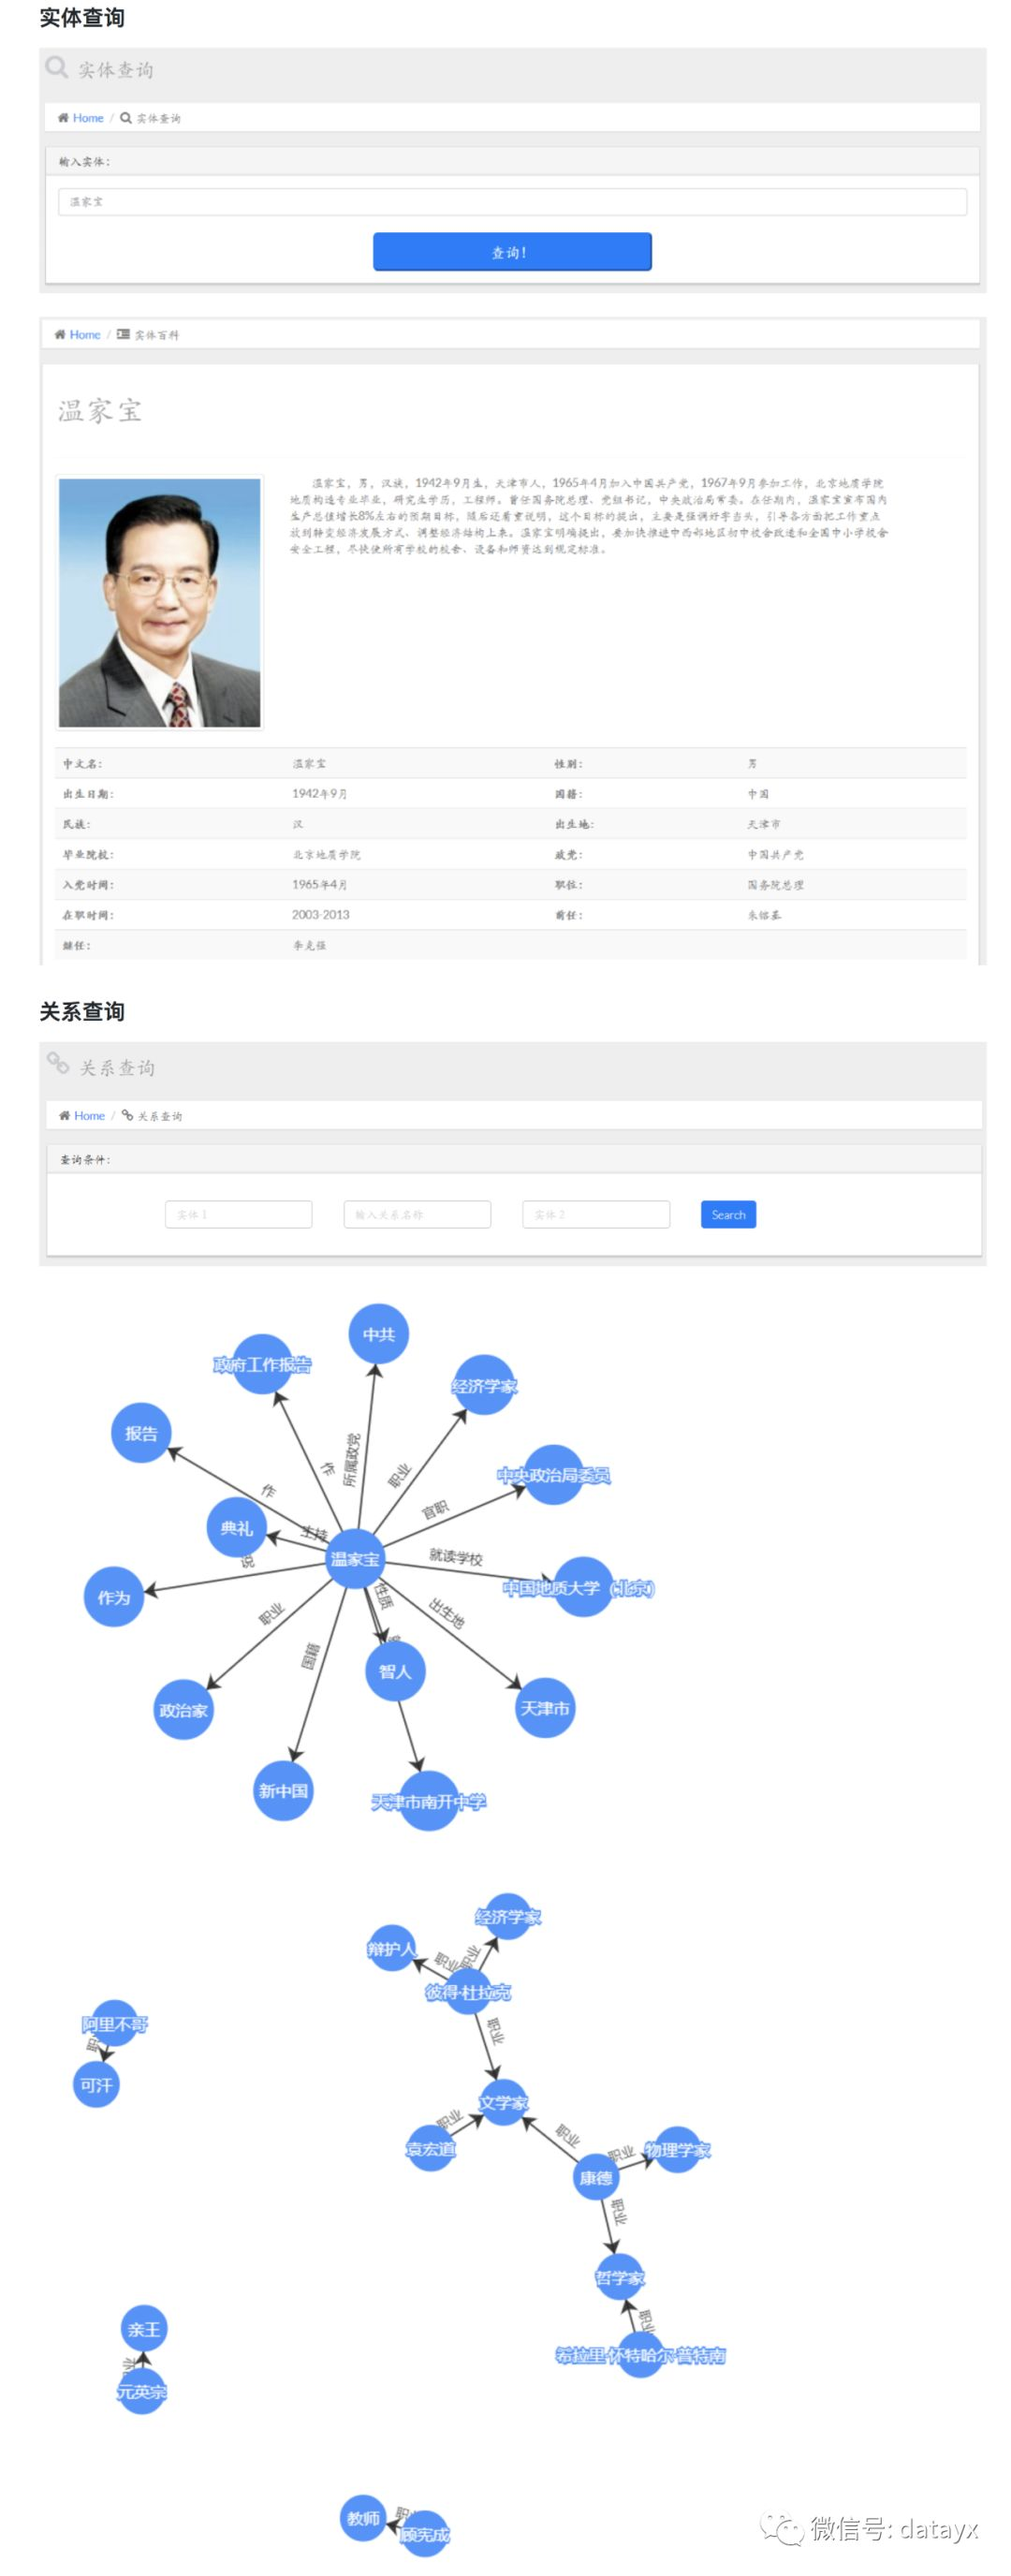 实体查询
实体查询
Home / 实体查询
输入实体：
温家宝
查询！
Home / 实体百科
温家宝
温家宝，男，汉族，1942年9月生，天津市人，1965年4月加入中国共产党，1967年9月参加工作，北京地质学院
地质构造专业毕业，研究生学历，工程师。曾任国务院总理、党组书记，中央政治局常委。在任期内，温家宝宣布国内
生产总值增长8%左右的预期目标，随后还着重说明，这个目标的提出，主要是强调好字当头，引导各方面把工作重点
放到转变经济发展方式、调整经济结构上来。温家宝明确提出，要加快推进中西部地区初中校舍改造和全国中小学校舍
安全工程，尽快使所有学校的校舍、设备和师资达到规定标准。
中文名： 温家宝 性别： 男
出生日期： 1942年9月 国籍： 中国
民族： 汉 出生地： 天津市
毕业院校： 北京地质学院 政党： 中国共产党
入党时间： 1965年4月 职位： 国务院总理
在职时间： 2003-2013 前任： 朱镕基
继任： 李克强
关系查询
关系查询
Home / 关系查询
查询条件：
实体 1 输入关系名称 实体 2 Search
中共
政府工作报告
经济学家
报告
所属政党
作
职业
中央政治局委员
作
官职
典礼
主持
温家宝
就读学校
说
中国地质大学（北京）
作为
性质
职业
出生地
国籍
智人
政治家
天津市
新中国
天津市南开中学
经济学家
辩护人
职业
职业
彼得·杜拉克
阿里不哥
职业
可汗
文学家
职业
袁宏道
职业
职业
物理学家
康德
职业
哲学家
亲王
职业
希拉里·怀特哈尔·普特南
元英宗
教师
顾宪成
微信号: datayx